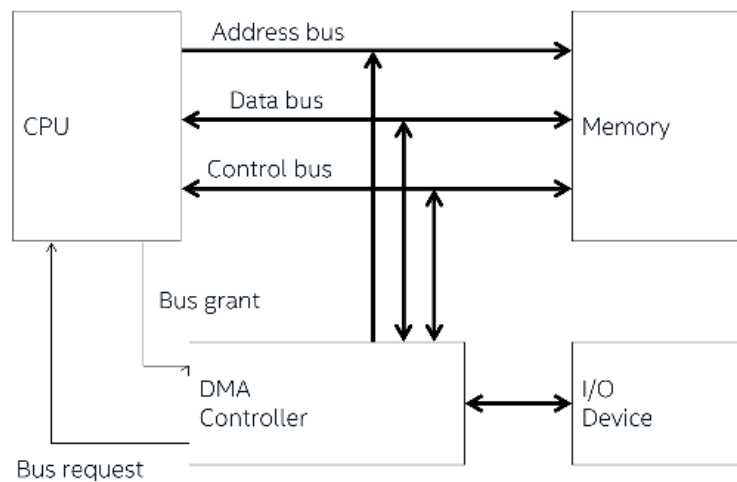 Address bus
Data bus
CPU
Memory
Control bus
Bus grant
DMA
Controller
I/O
Device
Bus request